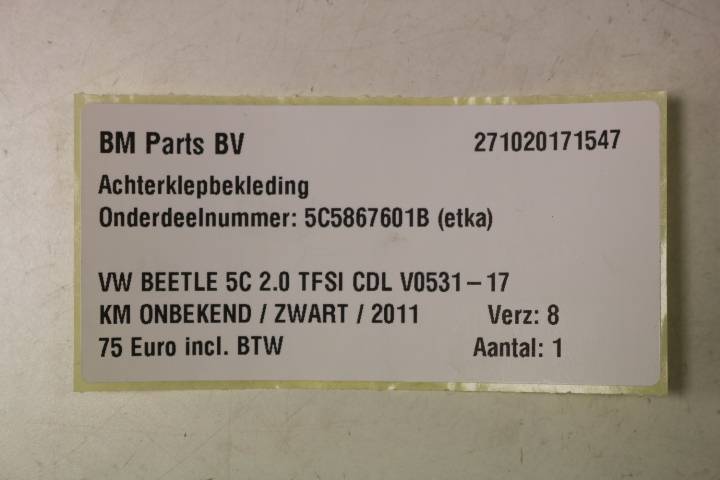 BM Parts BV 271020171547
Achterklepbekleding
Onderdeelnummer: 5C5867601B (etka)
VW BEETLE 5C 2.0 TFSI CDL V0531-17
KM ONBEKEND / ZWART / 2011 Verz: 8
75 Euro incl. BTW Aantal: 1